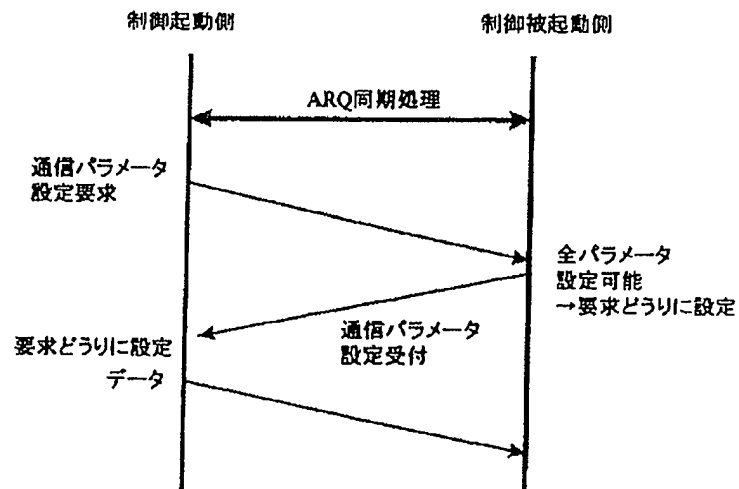 制御起動側
制御被起動側
ARQ同期処理
通信パラメータ
設定要求
全パラメータ
設定可能
→要求どうりに設定
通信パラメータ
設定受付
要求どうりに設定
データ